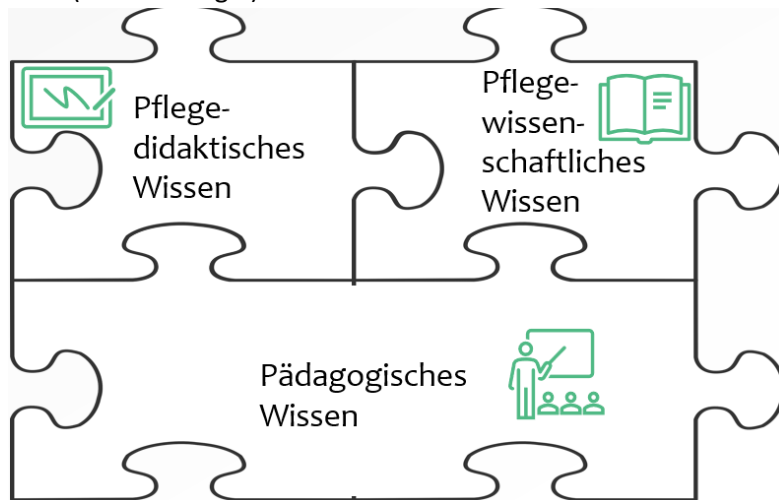 Pflege-
didaktisches
Wissen
Pflege-
wissen-
schaftliches
Wissen
Pädagogisches
Wissen